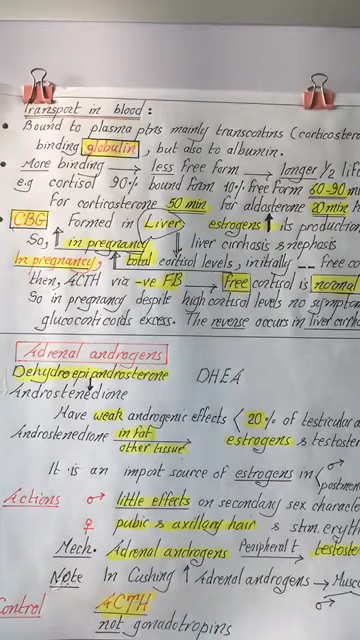 Transport in blood:
• Bound to plasma ptns mainly transcortins (corticostero
binding globulin, but also to albumin.
• More binding → less free form → longer ½ life
e.g cortisol 90% bound form 10% free form 60-90 m
For corticosterone 50 min For aldosterone 20 min
• CBG Formed in Liver estrogens ↑ its production
So, ↑ in pregnancy ↓ liver cirrhosis & nephosis
In pregnancy, ↑ total cortisol levels, initially -- free co
then, ↑ ACTH via -ve FB → free cortisol is normal
So in pregnancy despite high cortisol levels no sympto
glucocorticoids excess. The reverse occurs in liver cirrh
Adrenal androgens
Dehydroepiandrosterone DHEA
Androstenedione
Have weak androgenic effects < 20% of testicular a
Androstenedione in fat → estrogens & testoster
other tissue
It is an import source of estrogens in < ♂
postmen
Actions ♂ little effects on secondary sex characte
♀ pubic & axillary hair & stm. eryth
Mech. Adrenal androgens Peripheral t → testoste
Note In Cushing ↑ Adrenal androgens → Musc
♂
Control ACTH
not gonadotropins